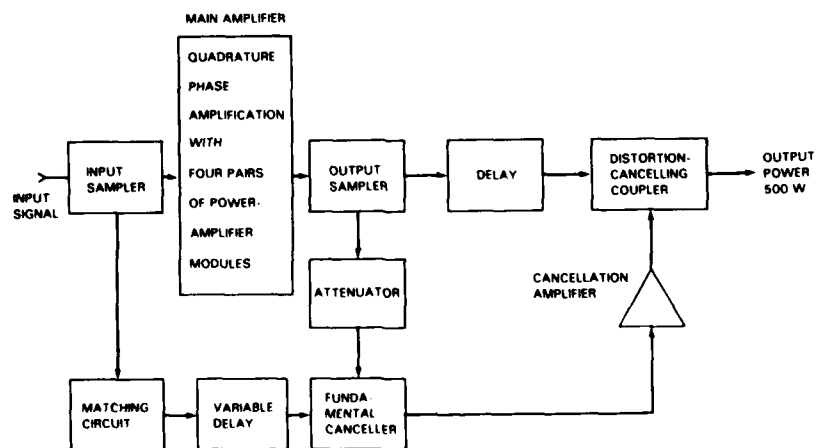 MAIN AMPLIFIER
QUADRATURE
PHASE
AMPLIFICATION
WITH
FOUR PAIRS
OF POWER-
AMPLIFIER
MODULES
INPUT
SIGNAL
INPUT
SAMPLER
OUTPUT
SAMPLER
DELAY
DISTORTION-
CANCELLING
COUPLER
OUTPUT
POWER
500 W
ATTENUATOR
CANCELLATION
AMPLIFIER
MATCHING
CIRCUIT
VARIABLE
DELAY
FUNDA-
MENTAL
CANCELLER